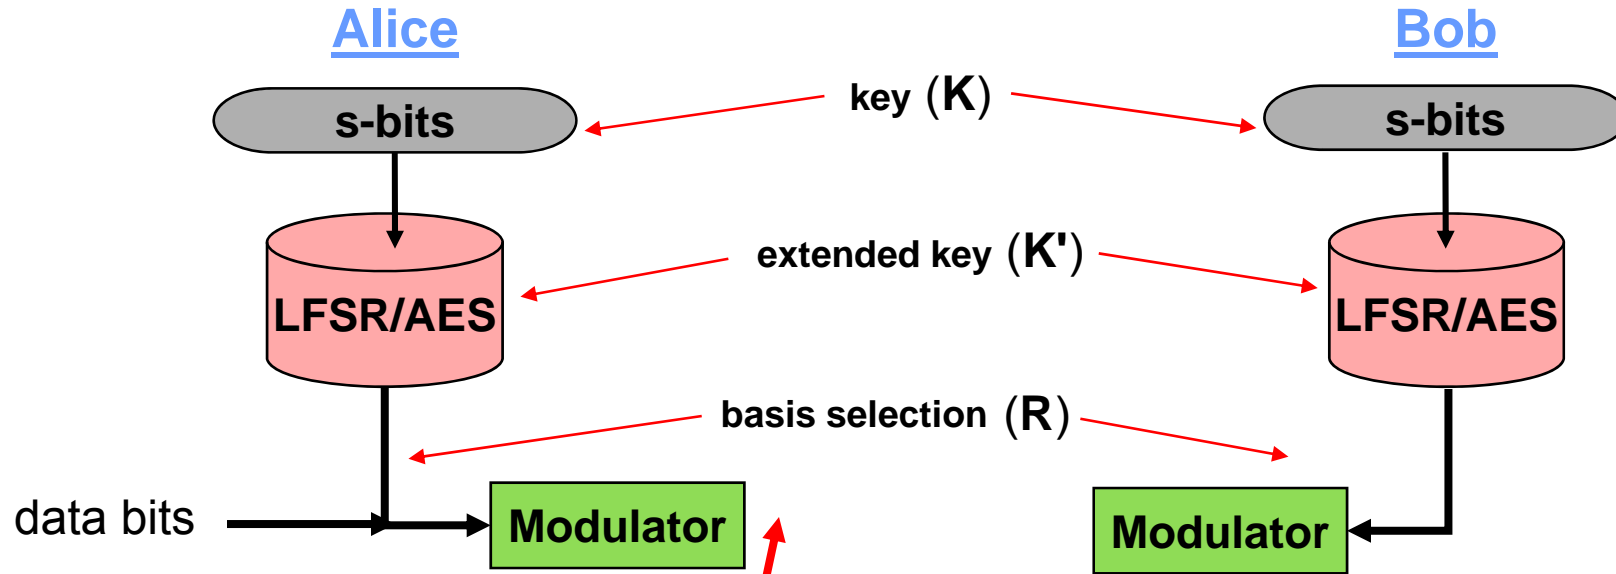 Alice
Bob
s-bits
key (K)
s-bits
LFSR/AES
extended key (K')
LFSR/AES
basis selection (R)
data bits
Modulator
Modulator